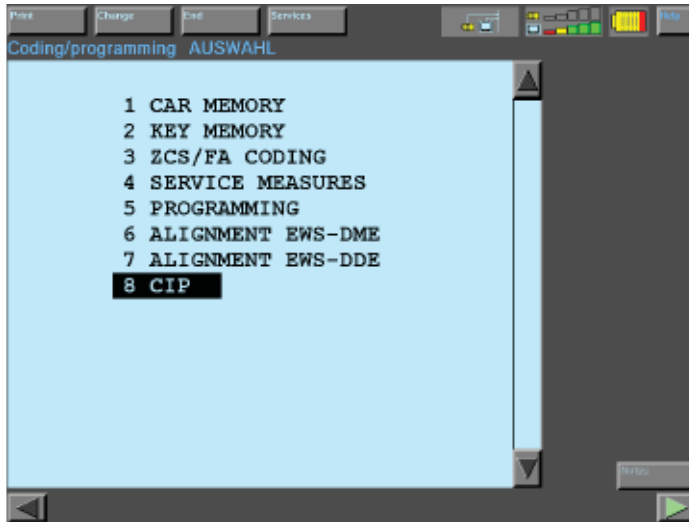 Print Change End Services Help
Coding/programming AUSWAHL
1 CAR MEMORY
2 KEY MEMORY
3 ZCS/FA CODING
4 SERVICE MEASURES
5 PROGRAMMING
6 ALIGNMENT EWS-DME
7 ALIGNMENT EWS-DDE
8 CIP
Notes